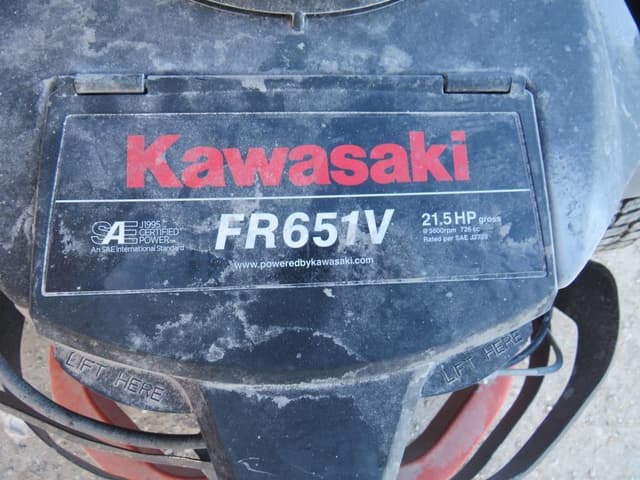 Kawasaki
SAE J1995
CERTIFIED
POWER
An SAE International Standard
FR651V
21.5 HP gross
@3600rpm 726 cc
Rated per SAE J2723
www.poweredbykawasaki.com
LIFT HERE
LIFT HERE